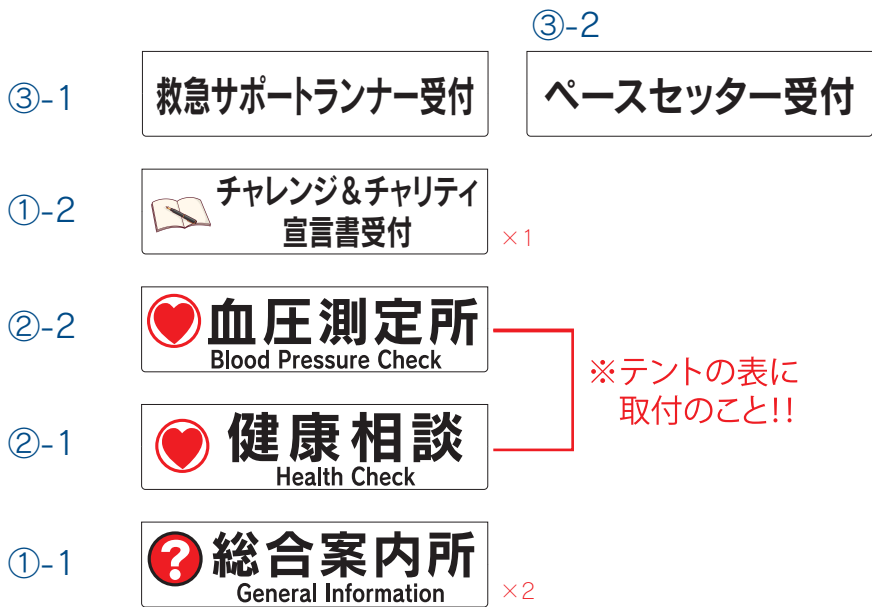 ③-2
③-1
救急サポートランナー受付
ペースセッター受付
①-2
チャレンジ&チャリティ
宣言書受付
×1
②-2
血圧測定所
Blood Pressure Check
※テントの表に
取付のこと!!
②-1
健康相談
Health Check
①-1
?
総合案内所
General Information
×2